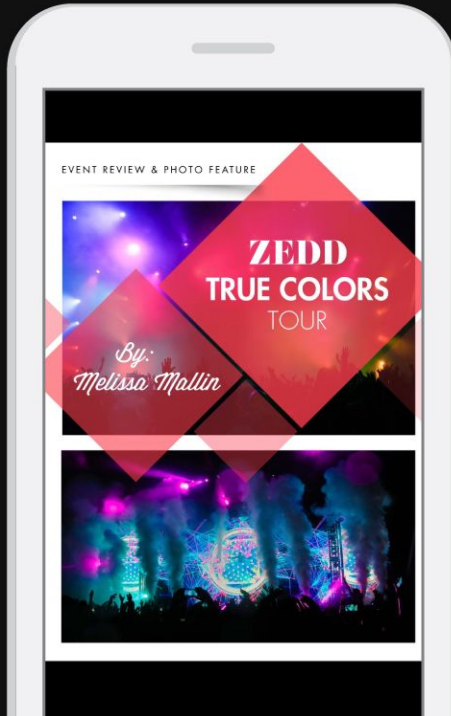 EVENT REVIEW & PHOTO FEATURE
ZEDD
TRUE COLORS
TOUR
By:
Melissa Mallin